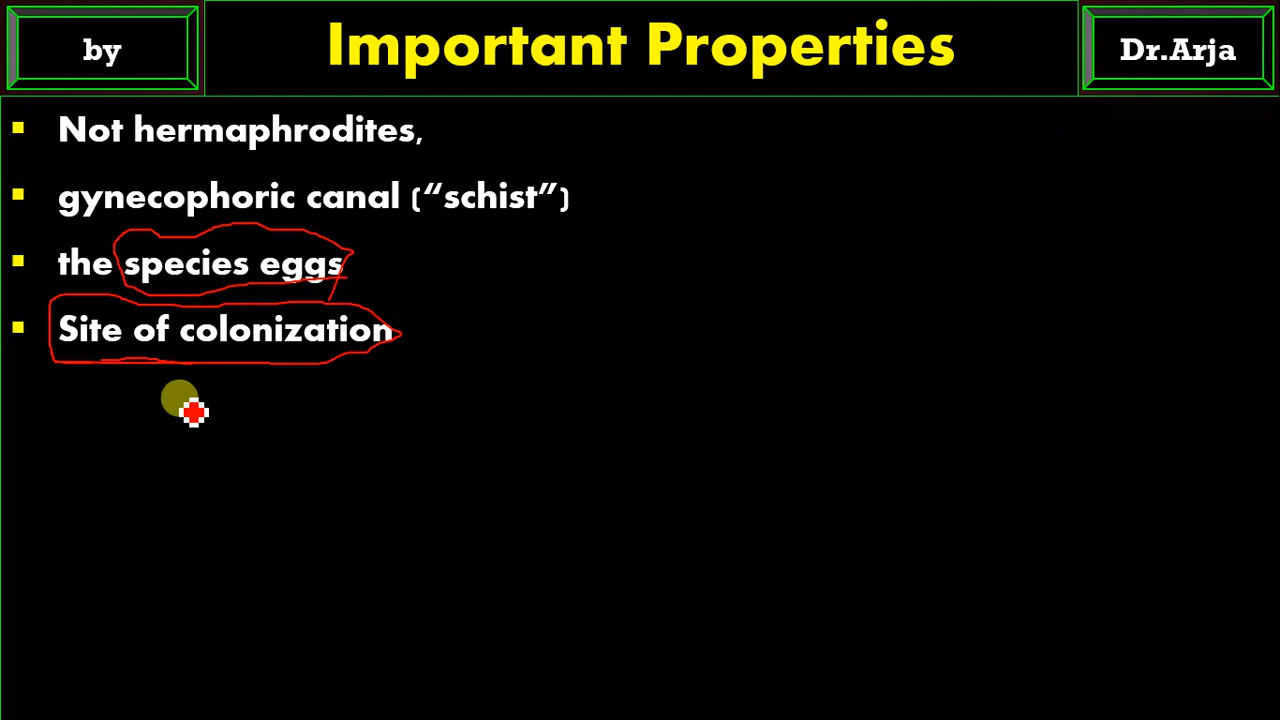 by
Important Properties
Dr.Arja
Not hermaphrodites,
gynecophoric canal (“schist”)
the species eggs
Site of colonization